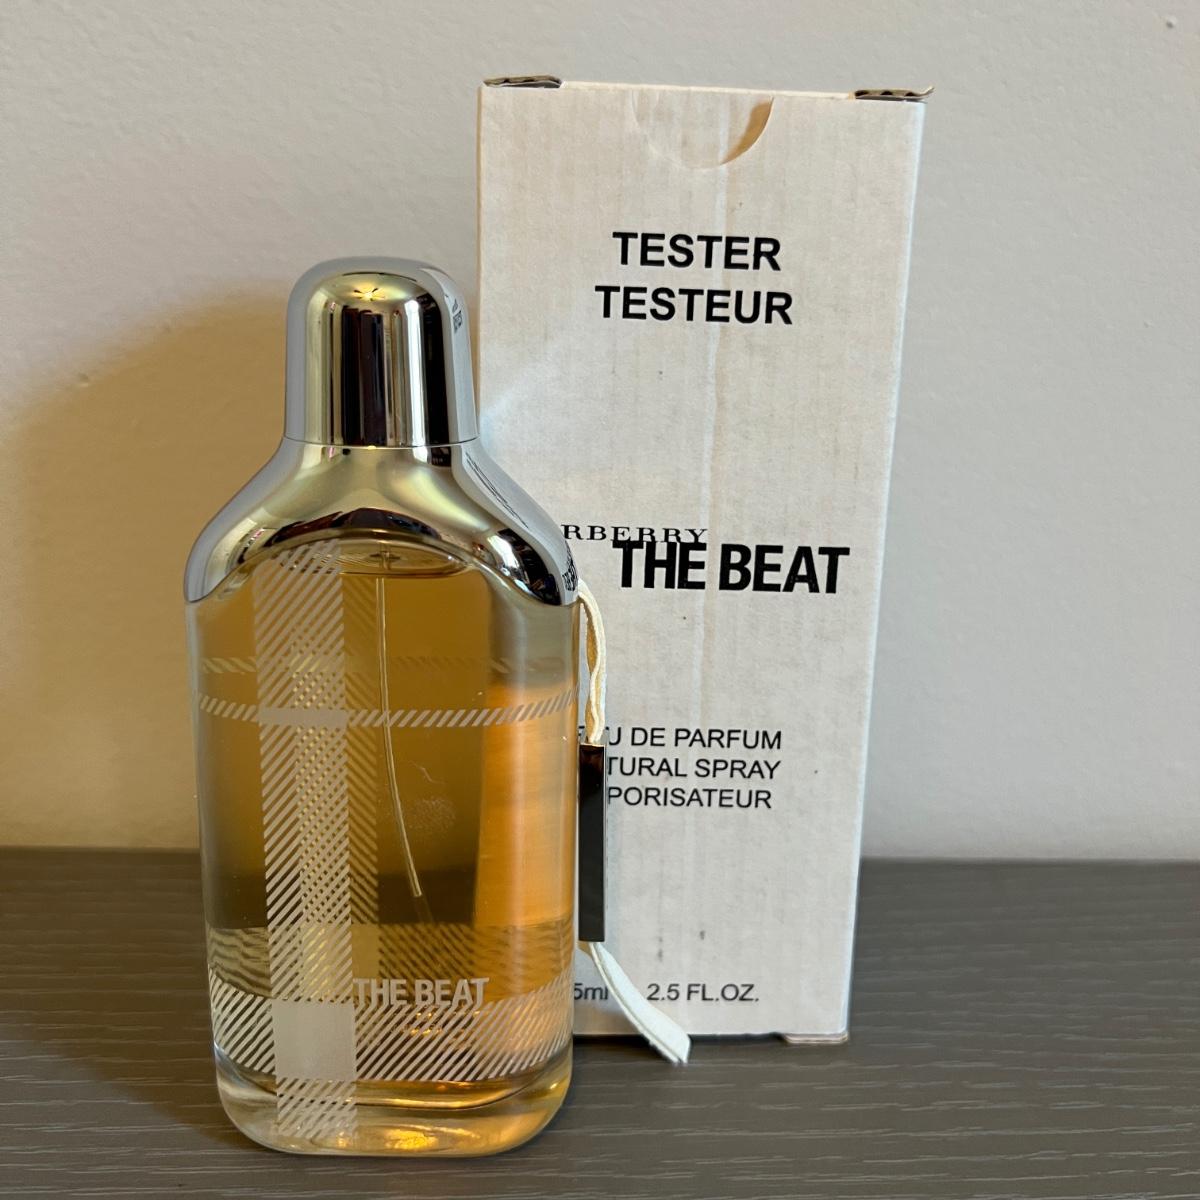 TESTER
TESTEUR
RBERRY
THE BEAT
U DE PARFUM
TURAL SPRAY
PORISATEUR
5ml 2.5 FL.OZ.
THE BEAT